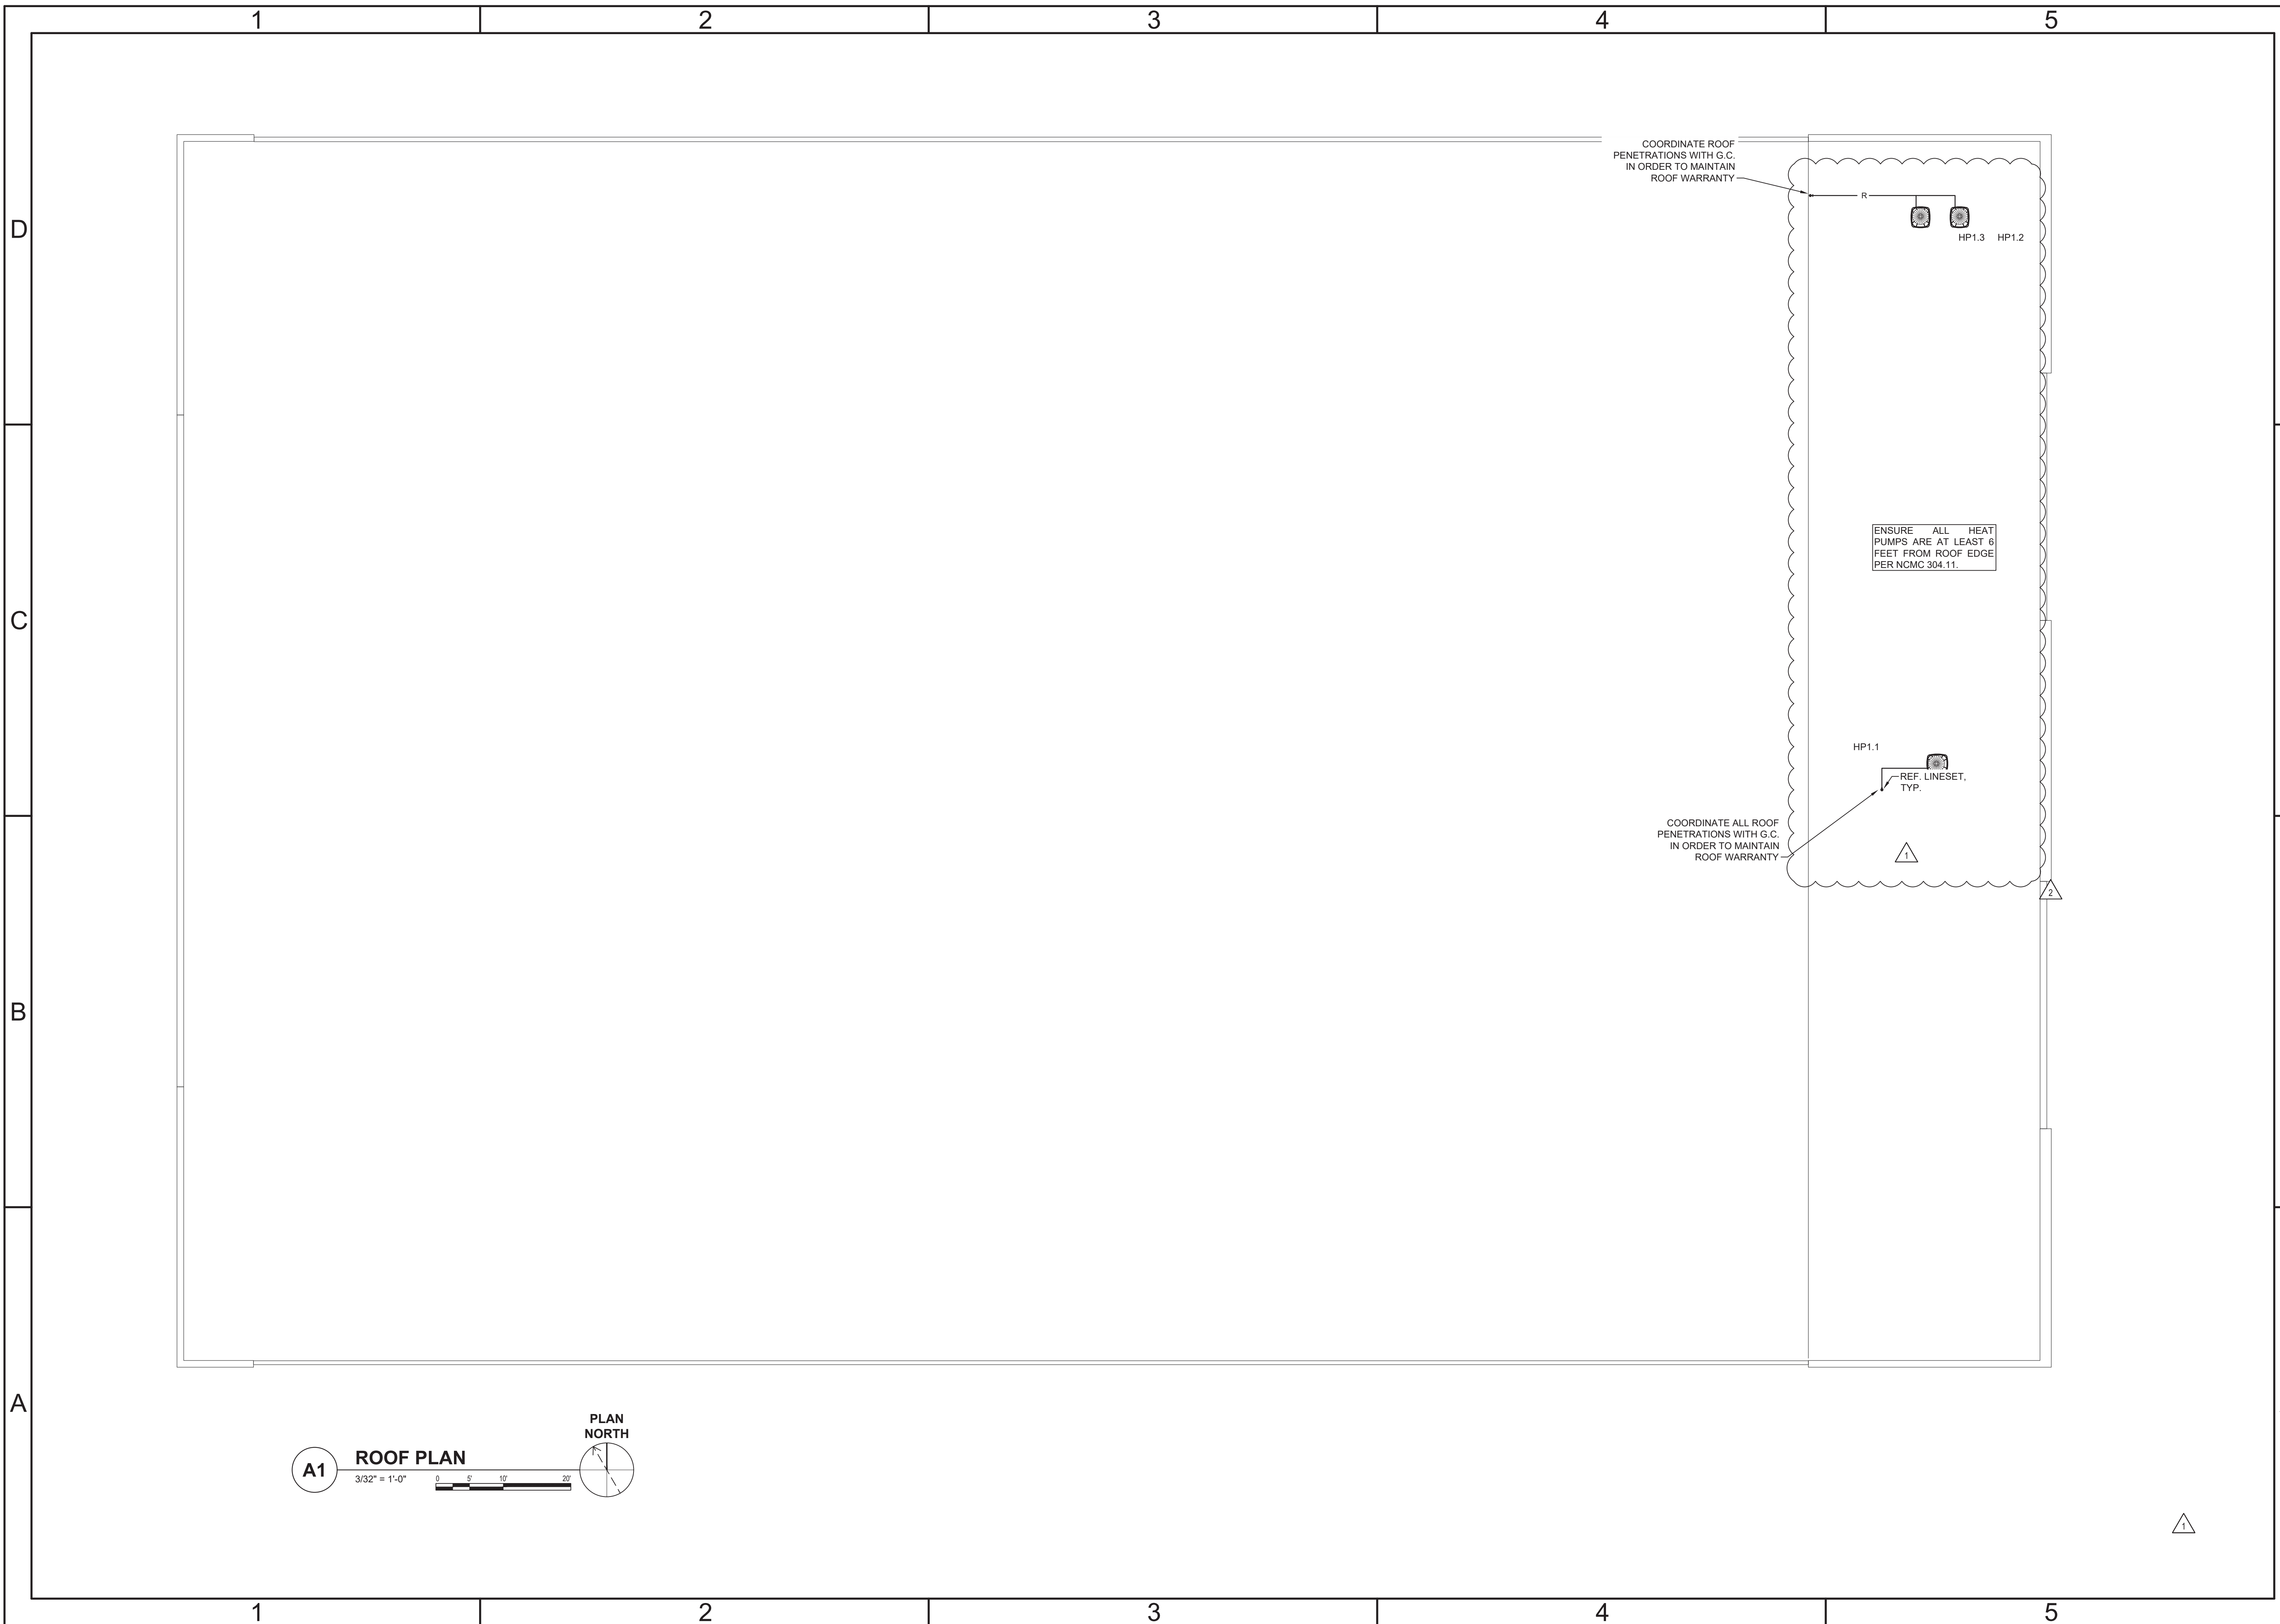 1 2 3 4 5
COORDINATE ROOF
PENETRATIONS WITH G.C.
IN ORDER TO MAINTAIN
ROOF WARRANTY
R
D
HP1.3 HP1.2
ENSURE ALL HEAT
PUMPS ARE AT LEAST 6
FEET FROM ROOF EDGE
PER NCMC 304.11.
C
HP1.1
REF. LINESET,
TYP.
COORDINATE ALL ROOF
PENETRATIONS WITH G.C.
IN ORDER TO MAINTAIN
ROOF WARRANTY
1
2
B
A
PLAN
NORTH
A1
ROOF PLAN
3/32" = 1'-0"
0 5' 10' 20'
1
1 2 3 4 5